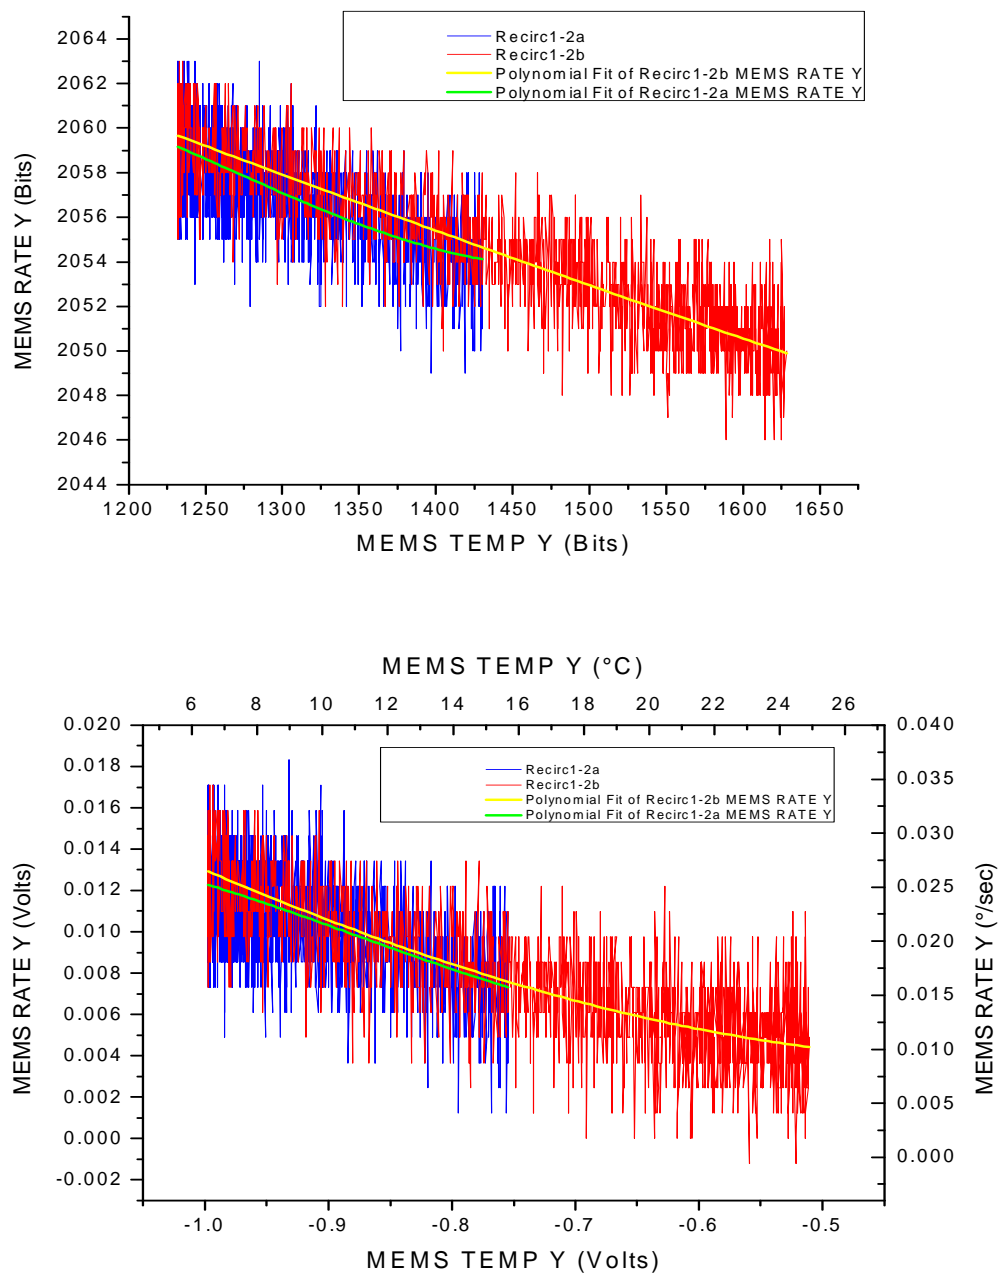 Recirc1-2a
Recirc1-2b
Polynomial Fit of Recirc1-2b MEMS RATE Y
Polynomial Fit of Recirc1-2a MEMS RATE Y
MEMS RATE Y (Bits)
2064
2062
2060
2058
2056
2054
2052
2050
2048
2046
2044
1200 1250 1300 1350 1400 1450 1500 1550 1600 1650
MEMS TEMP Y (Bits)
MEMS TEMP Y (°C)
6 8 10 12 14 16 18 20 22 24 26
Recirc1-2a
Recirc1-2b
Polynomial Fit of Recirc1-2b MEMS RATE Y
Polynomial Fit of Recirc1-2a MEMS RATE Y
MEMS RATE Y (Volts)
0.020
0.018
0.016
0.014
0.012
0.010
0.008
0.006
0.004
0.002
0.000
-0.002
0.040
0.035
0.030
0.025
0.020
0.015
0.010
0.005
0.000
MEMS RATE Y (°/sec)
-1.0 -0.9 -0.8 -0.7 -0.6 -0.5
MEMS TEMP Y (Volts)